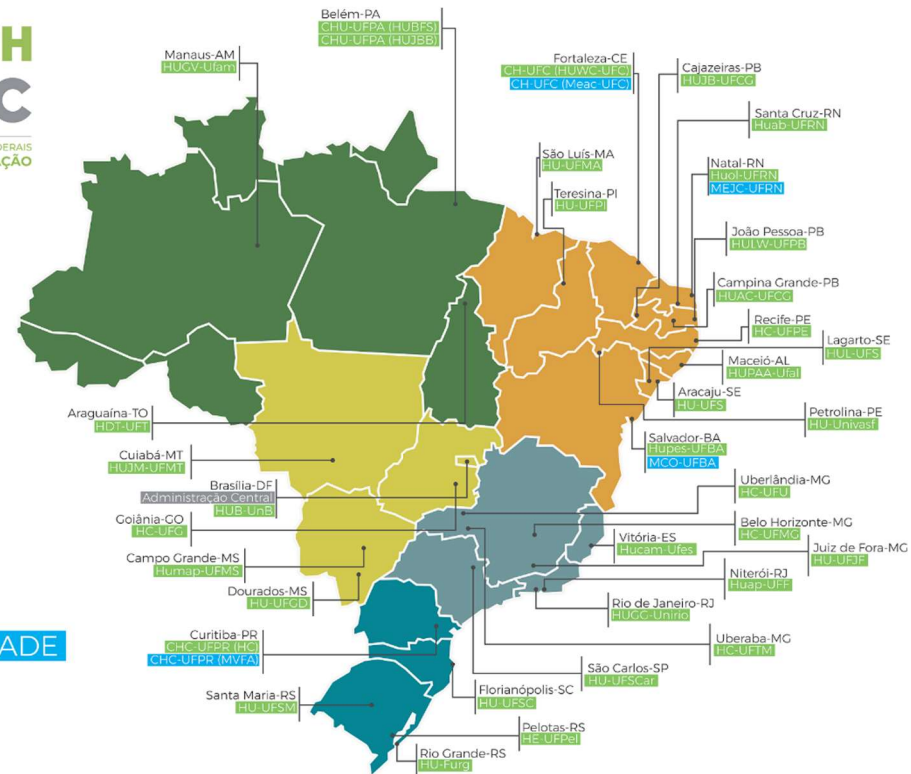 H
C
DERAIS
AÇÃO
Belém-PA
CHU-UFPA (HUBFS)
CHU-UFPA (HUJBB)
Manaus-AM
HUGV-Ufam
Fortaleza-CE
CH-UFC (HUWC-UFC)
CH-UFC (Meac-UFC)
Cajazeiras-PB
HUJB-UFCG
Santa Cruz-RN
Huab-UFRN
São Luís-MA
HU-UFMA
Natal-RN
Huol-UFRN
MEJC-UFRN
Teresina-PI
HU-UFPI
João Pessoa-PB
HULW-UFPB
Campina Grande-PB
HUAC-UFCG
Recife-PE
HC-UFPE
Lagarto-SE
HUL-UFS
Maceió-AL
HUPAA-Ufal
Aracaju-SE
HU-UFS
Petrolina-PE
HU-Univasf
Araguaína-TO
HDT-UFT
Salvador-BA
Hupes-UFBA
MCO-UFBA
Cuiabá-MT
HUJM-UFMT
Brasília-DF
Administração Central
HUB-UnB
Uberlândia-MG
HC-UFU
Goiânia-GO
HC-UFG
Belo Horizonte-MG
HC-UFMG
Vitória-ES
Hucam-Ufes
Juiz de Fora-MG
HU-UFJF
Campo Grande-MS
Humap-UFMS
Niterói-RJ
Huap-UFF
Dourados-MS
HU-UFGD
Rio de Janeiro-RJ
HUGG-Unirio
Curitiba-PR
CHC-UFPR (HC)
CHC-UFPR (MVFA)
ADE
Uberaba-MG
HC-UFTM
São Carlos-SP
HU-UFSCar
Santa Maria-RS
HU-UFSM
Florianópolis-SC
HU-UFSC
Pelotas-RS
HE-UFPel
Rio Grande-RS
HU-Furg